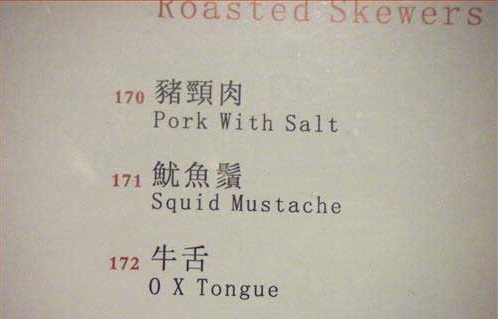 Roasted Skewers
170 豬頸肉
Pork With Salt
171 魷魚鬚
Squid Mustache
172 牛舌
O X Tongue